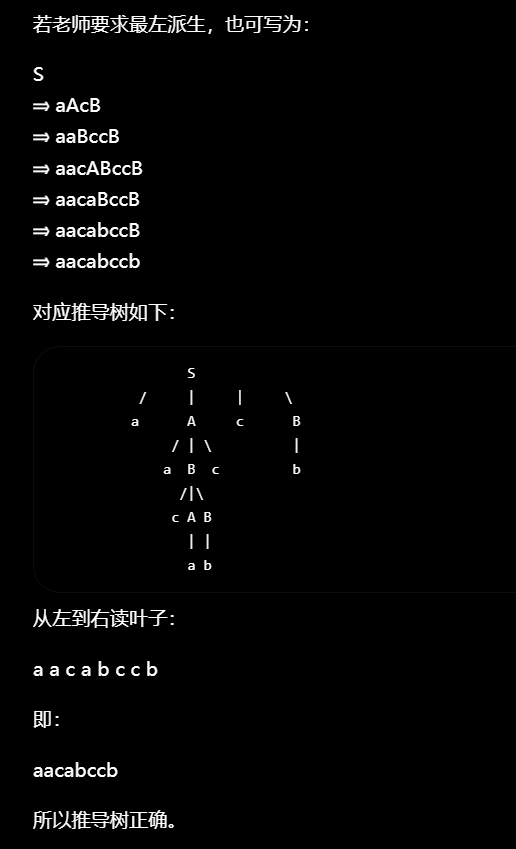 若老师要求最左派生，也可写为：
S
⇒ aAcB
⇒ aaBccB
⇒ aacABccB
⇒ aacaBccB
⇒ aacabccB
⇒ aacabccb
对应推导树如下：
S
/ | | \
a A c B
/ | \ |
a B c b
/|\
c A B
| |
a b
从左到右读叶子：
a a c a b c c b
即：
aacabccb
所以推导树正确。